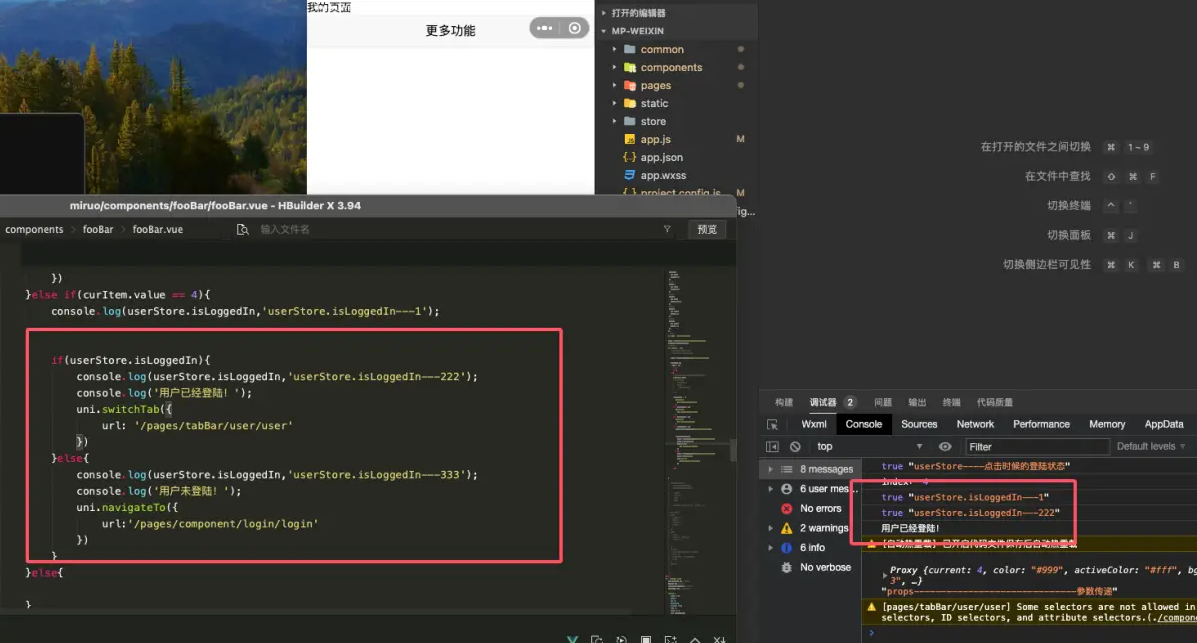 我的页面
更多功能
打开的编辑器
MP-WEIXIN
common
components
pages
static
store
app.js M
app.json
app.wxss
project.config.js M
ig...
在打开的文件之间切换 ⌘ 1~9
在文件中查找 ⇧ ⌘ F
切换终端 ^ `
切换面板 ⌘ J
切换侧边栏可见性 ⌘ K ⌘ B
miruo/components/fooBar/fooBar.vue - HBuilder X 3.94
components > fooBar > fooBar.vue 输入文件名 预览
})
}else if(curItem.value == 4){
console.log(userStore.isLoggedIn,'userStore.isLoggedIn---1');
if(userStore.isLoggedIn){
console.log(userStore.isLoggedIn,'userStore.isLoggedIn---222');
console.log('用户已经登陆! ');
uni.switchTab({
url: '/pages/tabBar/user/user'
})
}else{
console.log(userStore.isLoggedIn,'userStore.isLoggedIn---333');
console.log('用户未登陆! ');
uni.navigateTo({
url:'/pages/component/login/login'
})
}
}else{
}
构建 调试器 2 问题 输出 终端 代码质量
Wxml Console Sources Network Performance Memory AppData
top Filter Default levels
8 messages
6 user mes...
No errors
2 warnings
6 info
No verbose
true "userStore----点击时候的登陆状态"
index: 4
true "userStore.isLoggedIn---1"
true "userStore.isLoggedIn---222"
用户已经登陆!
[自动热重载] 已开启代码文件保存后自动热重载
Proxy {current: 4, color: "#999", activeColor: "#fff", bg
3", …}
"props----------------------------参数传递"
[pages/tabBar/user/user] Some selectors are not allowed in
selectors, ID selectors, and attribute selectors.(./compon